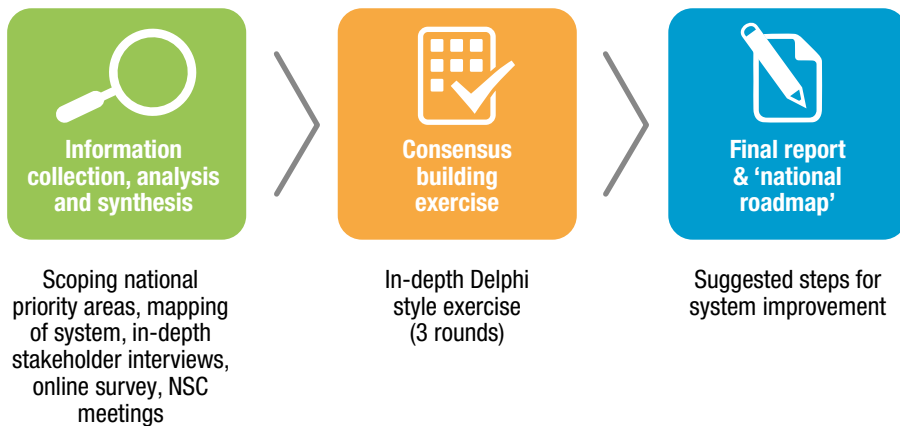 Information
collection, analysis
and synthesis
Scoping national
priority areas, mapping
of system, in-depth
stakeholder interviews,
online survey, NSC
meetings
Consensus
building
exercise
In-depth Delphi
style exercise
(3 rounds)
Final report
& ‘national
roadmap’
Suggested steps for
system improvement